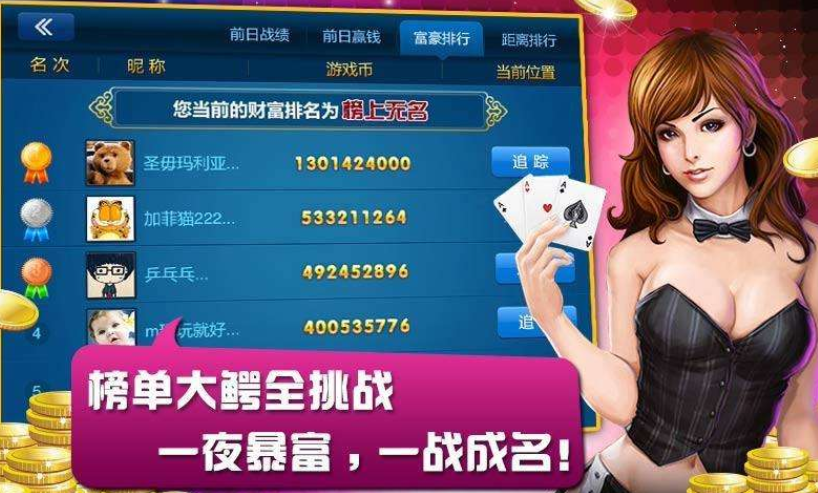 前日战绩 前日赢钱 富豪排行 距离排行
名次 昵称 游戏币 当前位置
您当前的财富排名为 榜上无名
圣毋玛利亚... 1301424000 追踪
加菲猫222... 533211264
乒乓乓... 492452896
4 400535776 追
玩就好...
5
榜单大鳄全挑战
一夜暴富，一战成名!